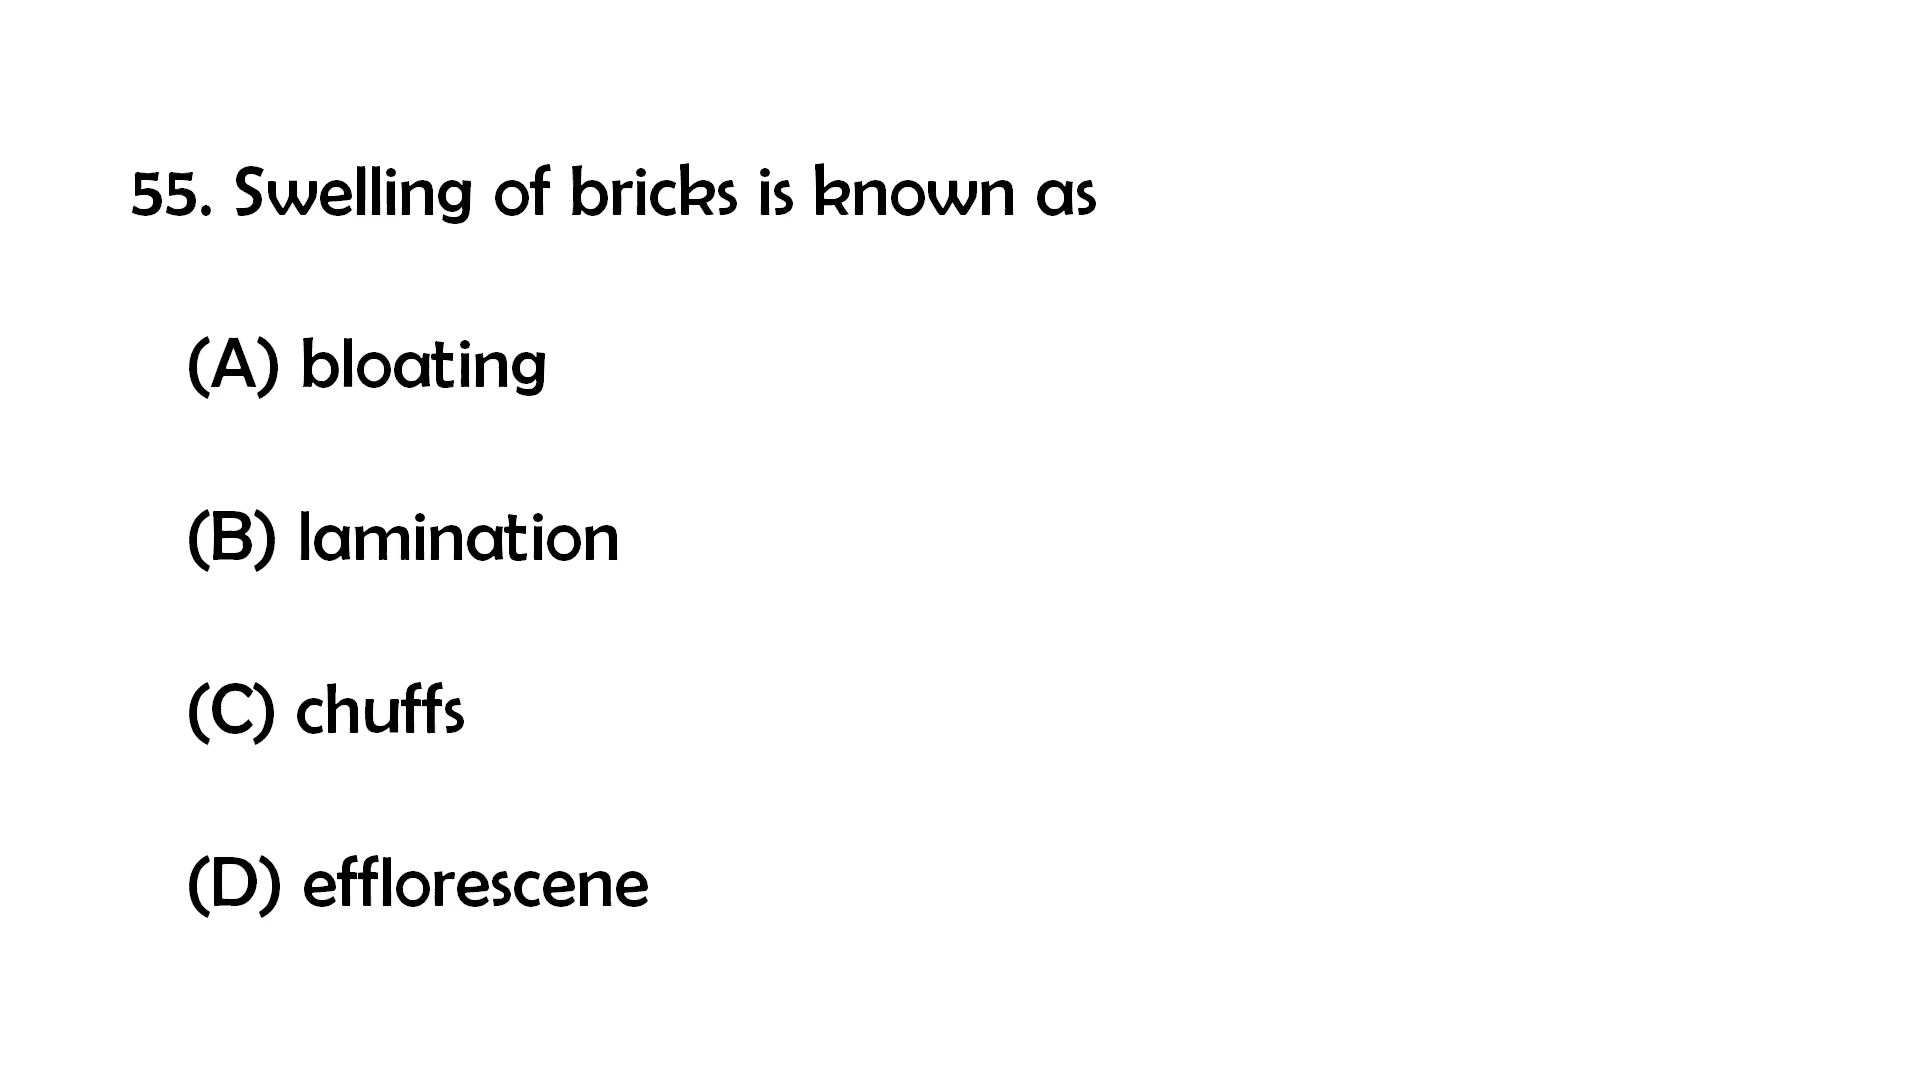 55. Swelling of bricks is known as
(A) bloating
(B) lamination
(C) chuffs
(D) efflorescene